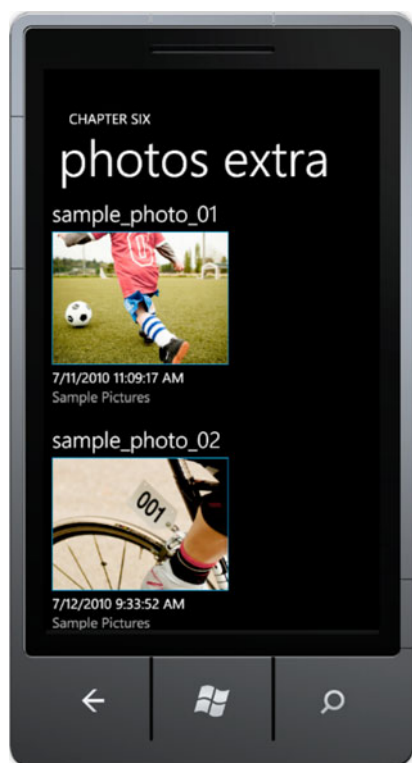 CHAPTER SIX
photos extra
sample_photo_01
7/11/2010 11:09:17 AM
Sample Pictures
sample_photo_02
001
7/12/2010 9:33:52 AM
Sample Pictures